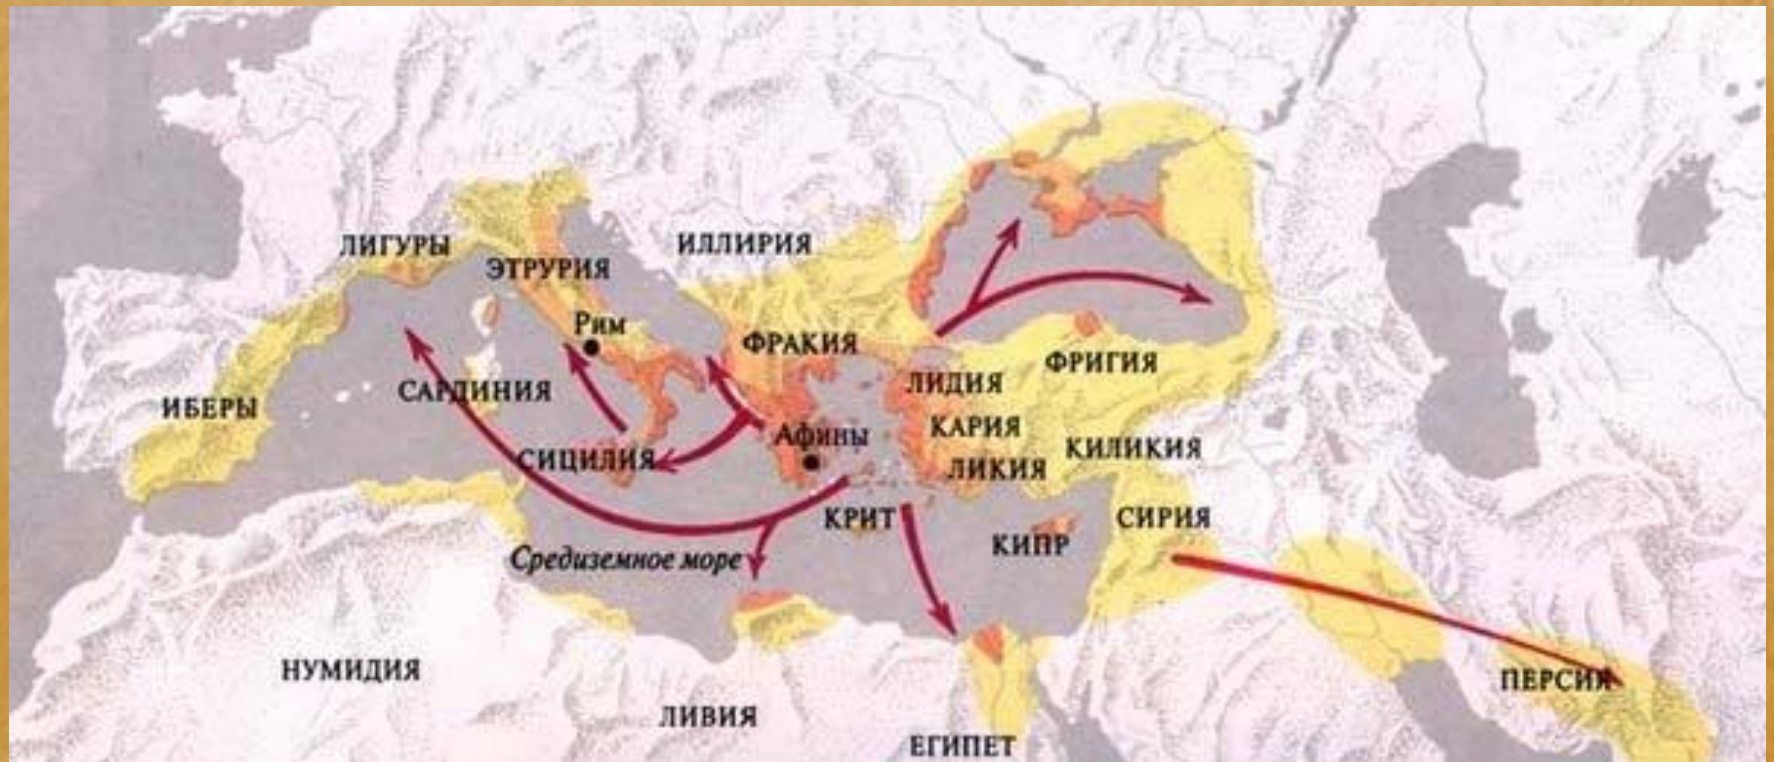 ЛИГУРЫ
ИЛЛИРИЯ
ЭТРУРИЯ
Рим
ФРАКИЯ
ФРИГИЯ
ЛИДИЯ
САРДИНИЯ
ИБЕРЫ
КАРИЯ
Афины
КИЛИКИЯ
СИЦИЛИЯ
ЛИКИЯ
КРИТ
СИРИЯ
КИПР
Средиземное море
НУМИДИЯ
ПЕРСИЯ
ЛИВИЯ
ЕГИПЕТ